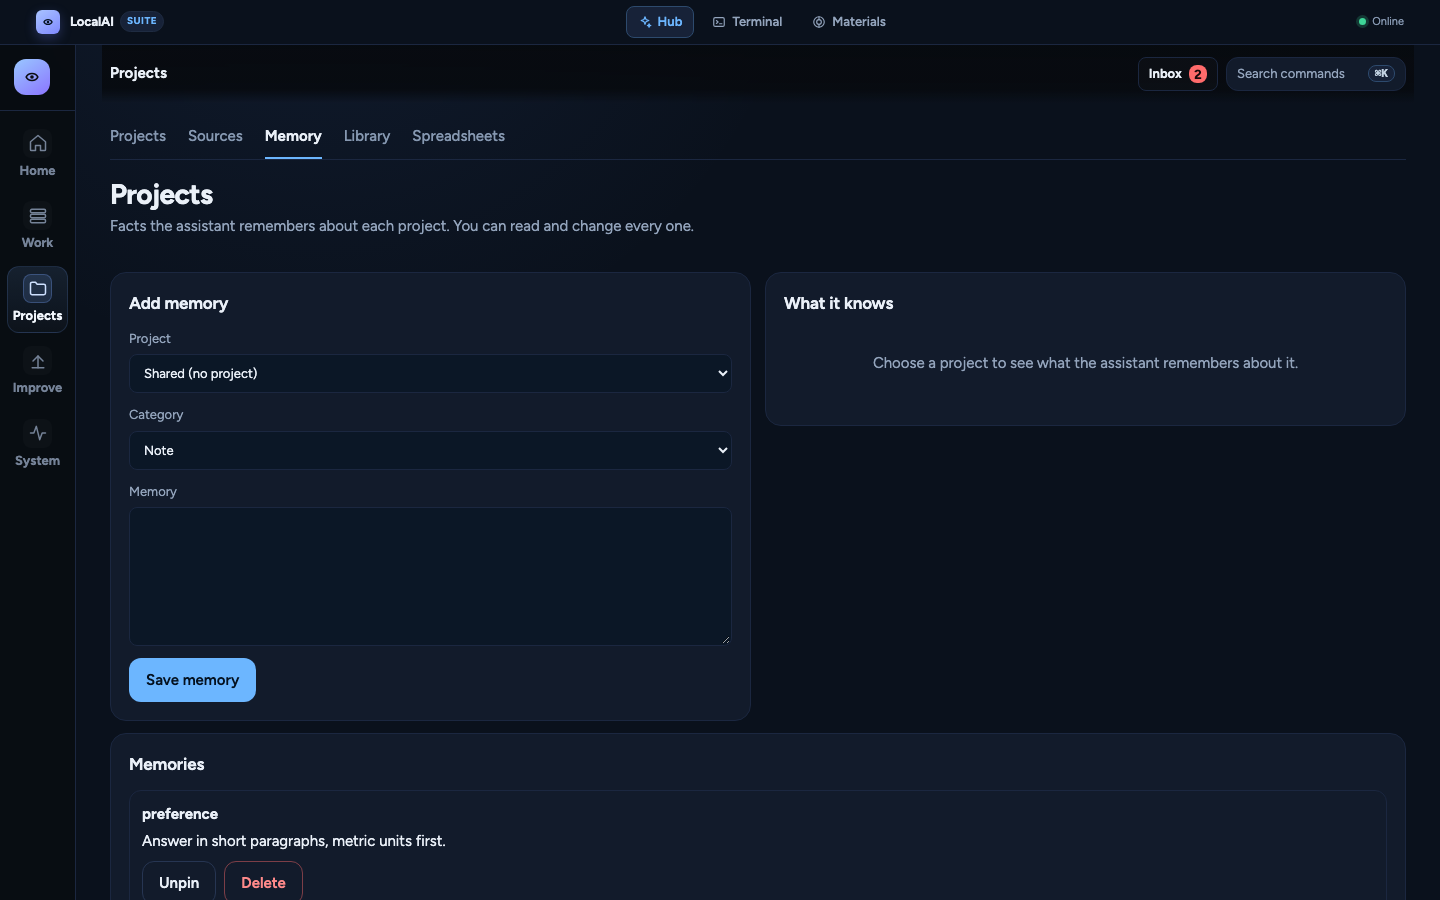 LocalAI SUITE
Hub Terminal Materials
Online
Projects
Inbox 2
Search commands ⌘K
Home
Work
Projects
Improve
System
Projects Sources Memory Library Spreadsheets
Projects
Facts the assistant remembers about each project. You can read and change every one.
Add memory
Project
Shared (no project)
Category
Note
Memory
Save memory
What it knows
Choose a project to see what the assistant remembers about it.
Memories
preference
Answer in short paragraphs, metric units first.
Unpin Delete